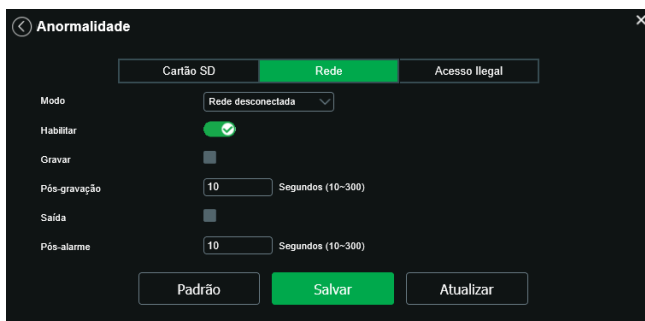 Anormalidade
Cartão SD Rede Acesso Ilegal
Modo Rede desconectada
Habilitar
Gravar
Pós-gravação 10 Segundos (10~300)
Saída
Pós-alarme 10 Segundos (10~300)
Padrão Salvar Atualizar